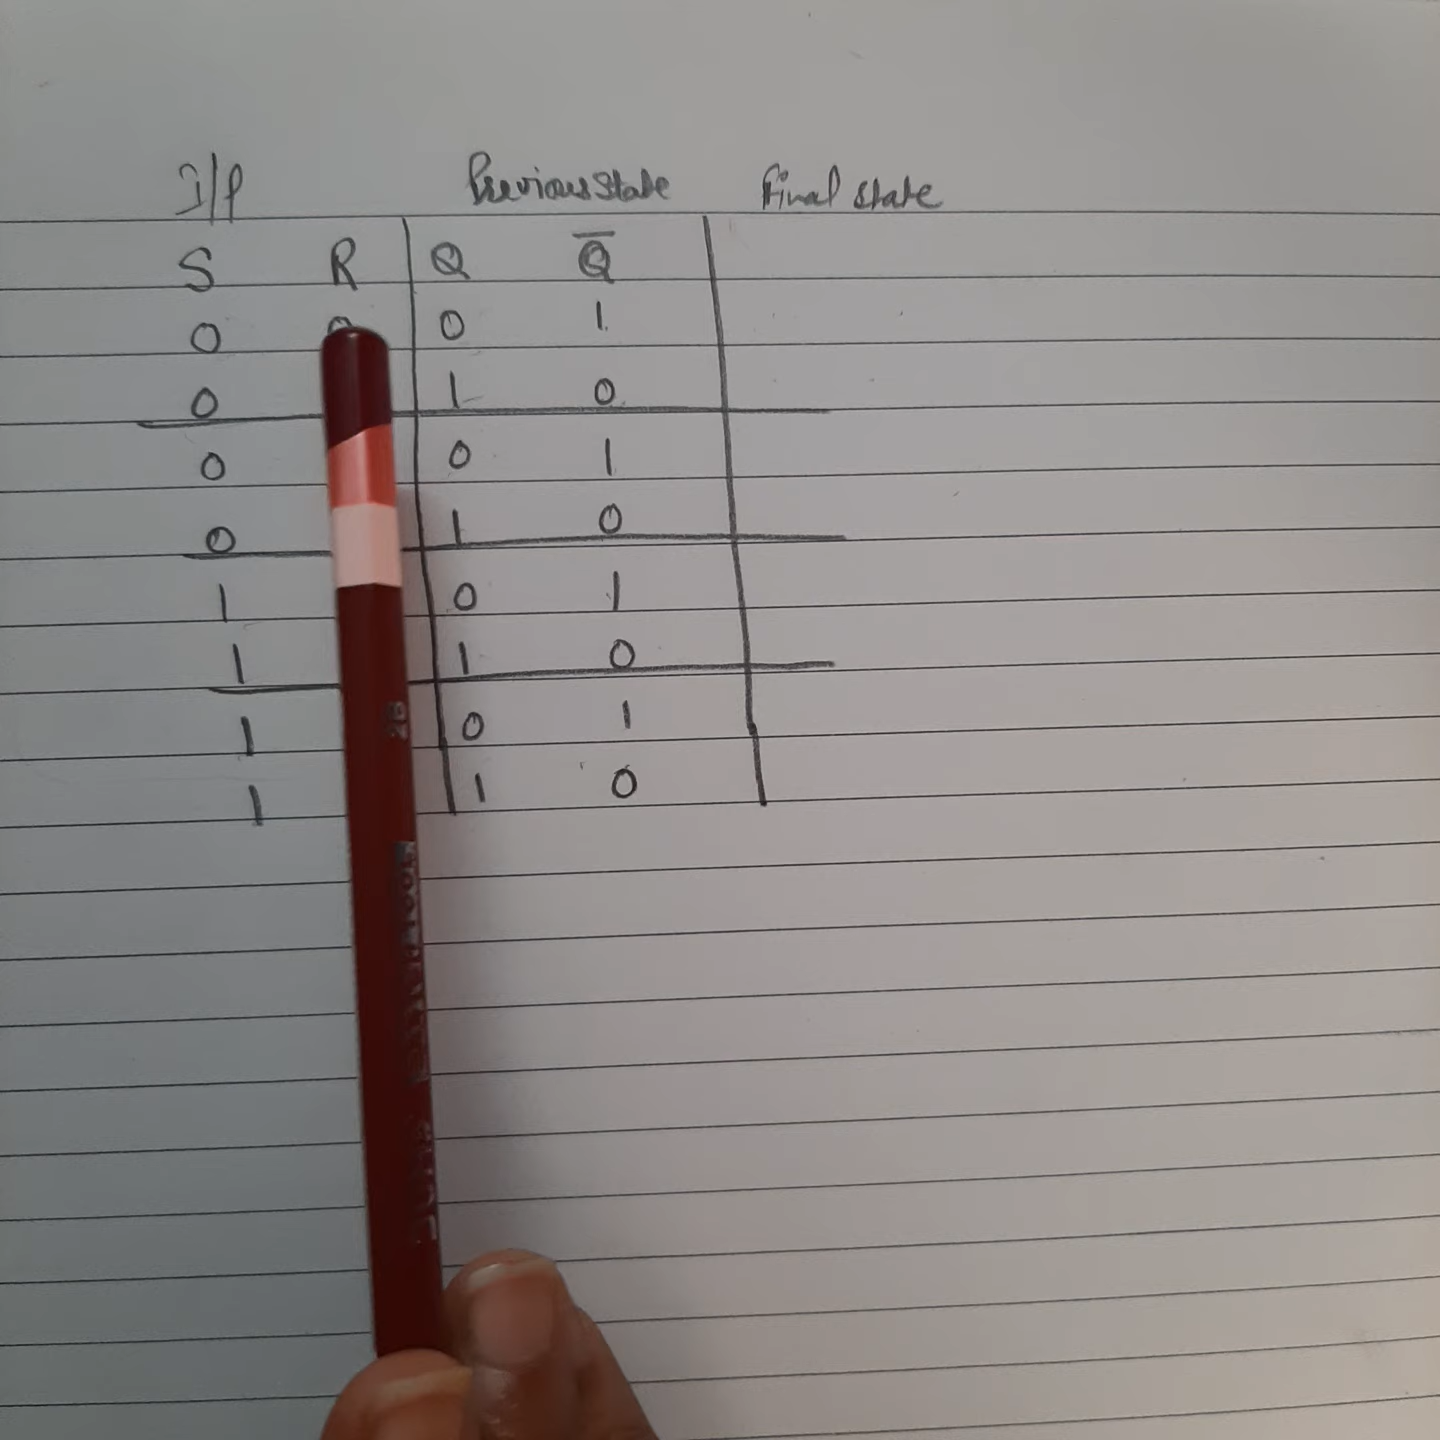 I/P Previous State Final state
S R Q Q̅
0 0 1
0 1 0
0 0 1
0 1 0
1 0 1
1 1 0
1 0 1
1 1 0
2B